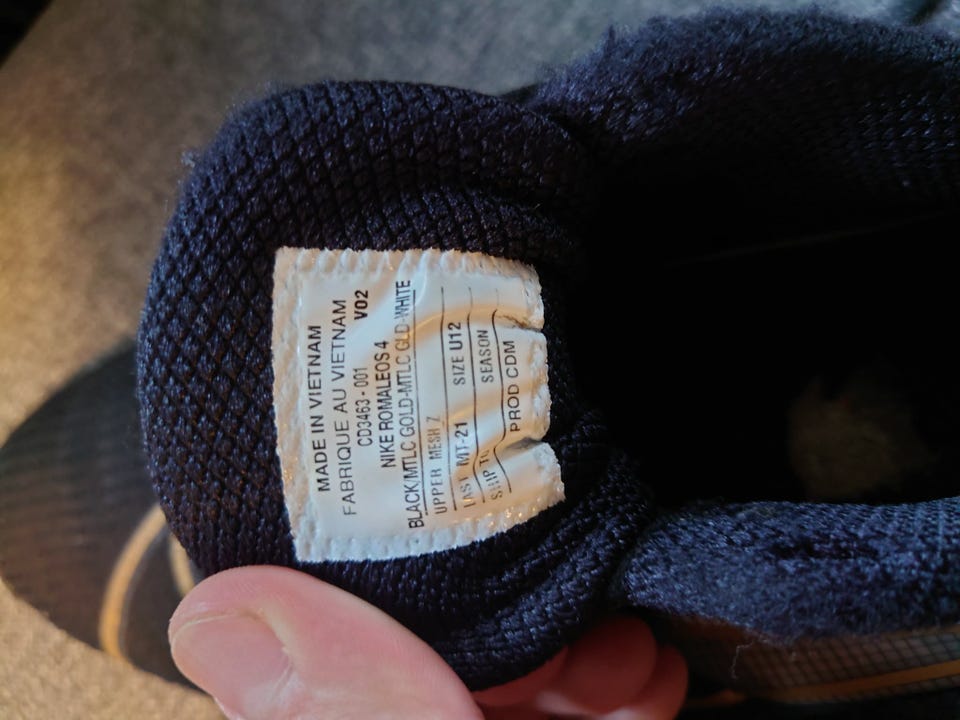 MADE IN VIETNAM
FABRIQUE AU VIETNAM
CD3463-001 V02
NIKE ROMALEOS 4
BLACK/MTLC GOLD-MTLC GLD-WHITE
UPPER MESH 7
LAST MT-21 SIZE U12
SHIP TO SEASON
PROD CDM